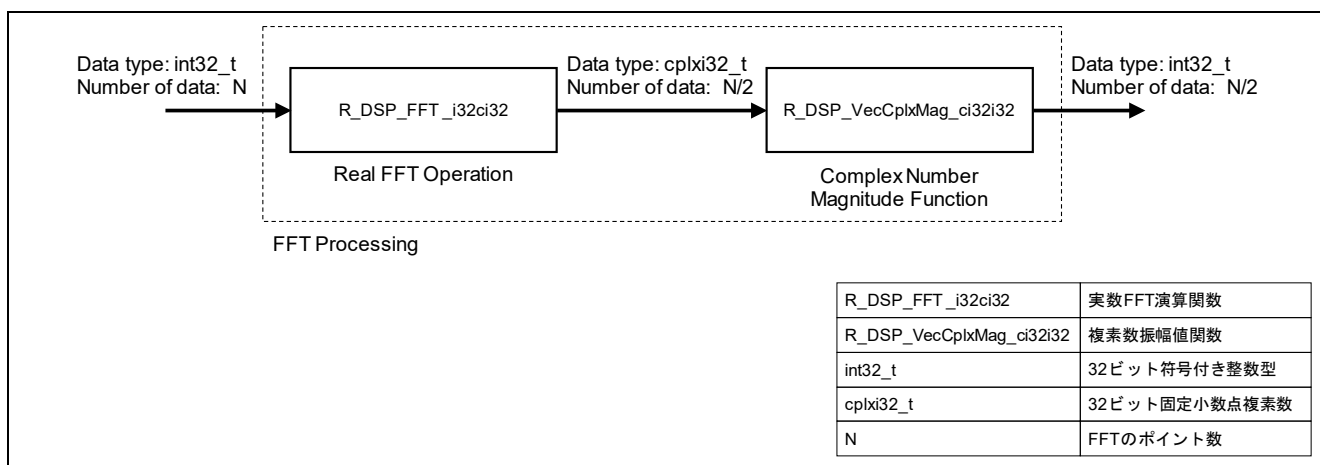 Data type: int32_t
Number of data:  N
R_DSP_FFT_i32ci32
Real FFT Operation
Data type: cplxi32_t
Number of data:  N/2
R_DSP_VecCplxMag_ci32i32
Complex Number
Magnitude Function
Data type: int32_t
Number of data:  N/2
FFT Processing
R_DSP_FFT_i32ci32 実数FFT演算関数
R_DSP_VecCplxMag_ci32i32 複素数振幅値関数
int32_t 32ビット符号付き整数型
cplxi32_t 32ビット固定小数点複素数
N FFTのポイント数